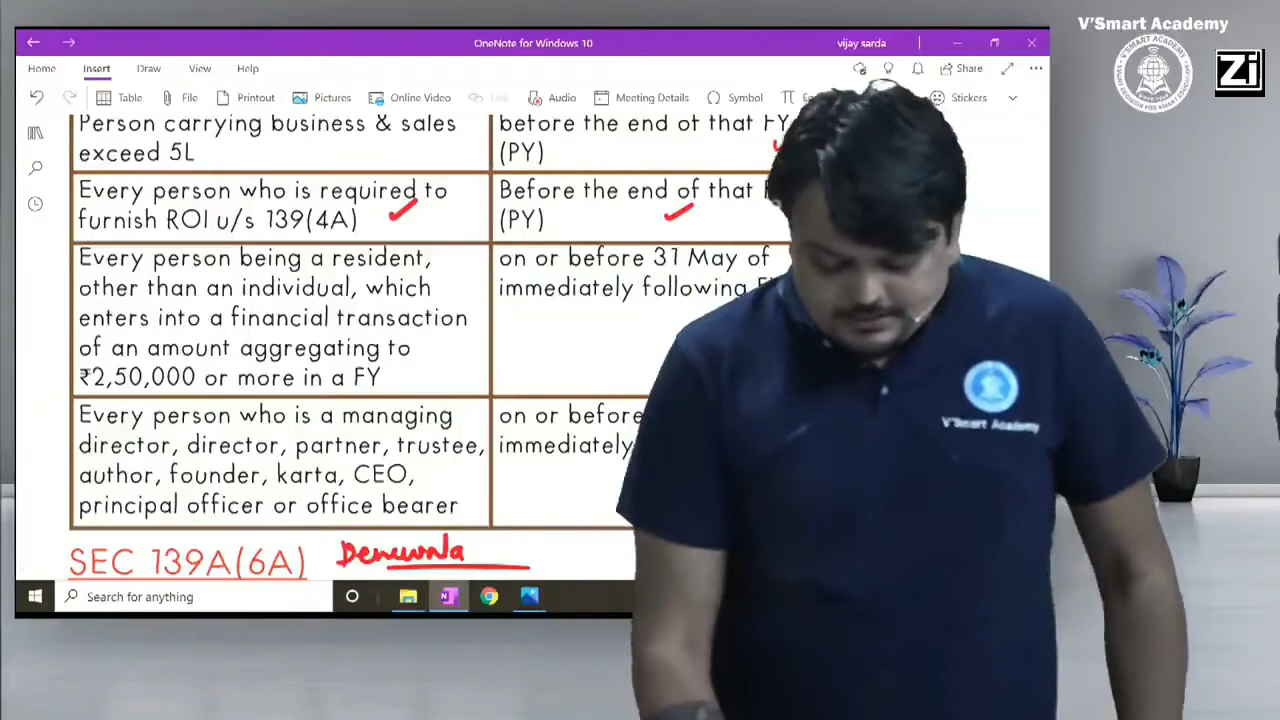 V'Smart Academy
OneNote for Windows 10
vijay sarda
Home Insert Draw View Help
Share
Table File Printout Pictures Online Video Link Audio Meeting Details Symbol Stickers
Person carrying business & sales
exceed 5L
before the end of that FY
(PY)
Every person who is required to
furnish ROI u/s 139(4A)
Before the end of that
(PY)
Every person being a resident,
other than an individual, which
enters into a financial transaction
of an amount aggregating to
₹2,50,000 or more in a FY
on or before 31 May of
immediately following
Every person who is a managing
director, director, partner, trustee,
author, founder, karta, CEO,
principal officer or office bearer
on or before
immediately
SEC 139A(6A)
Search for anything
V'Smart Academy
Zi